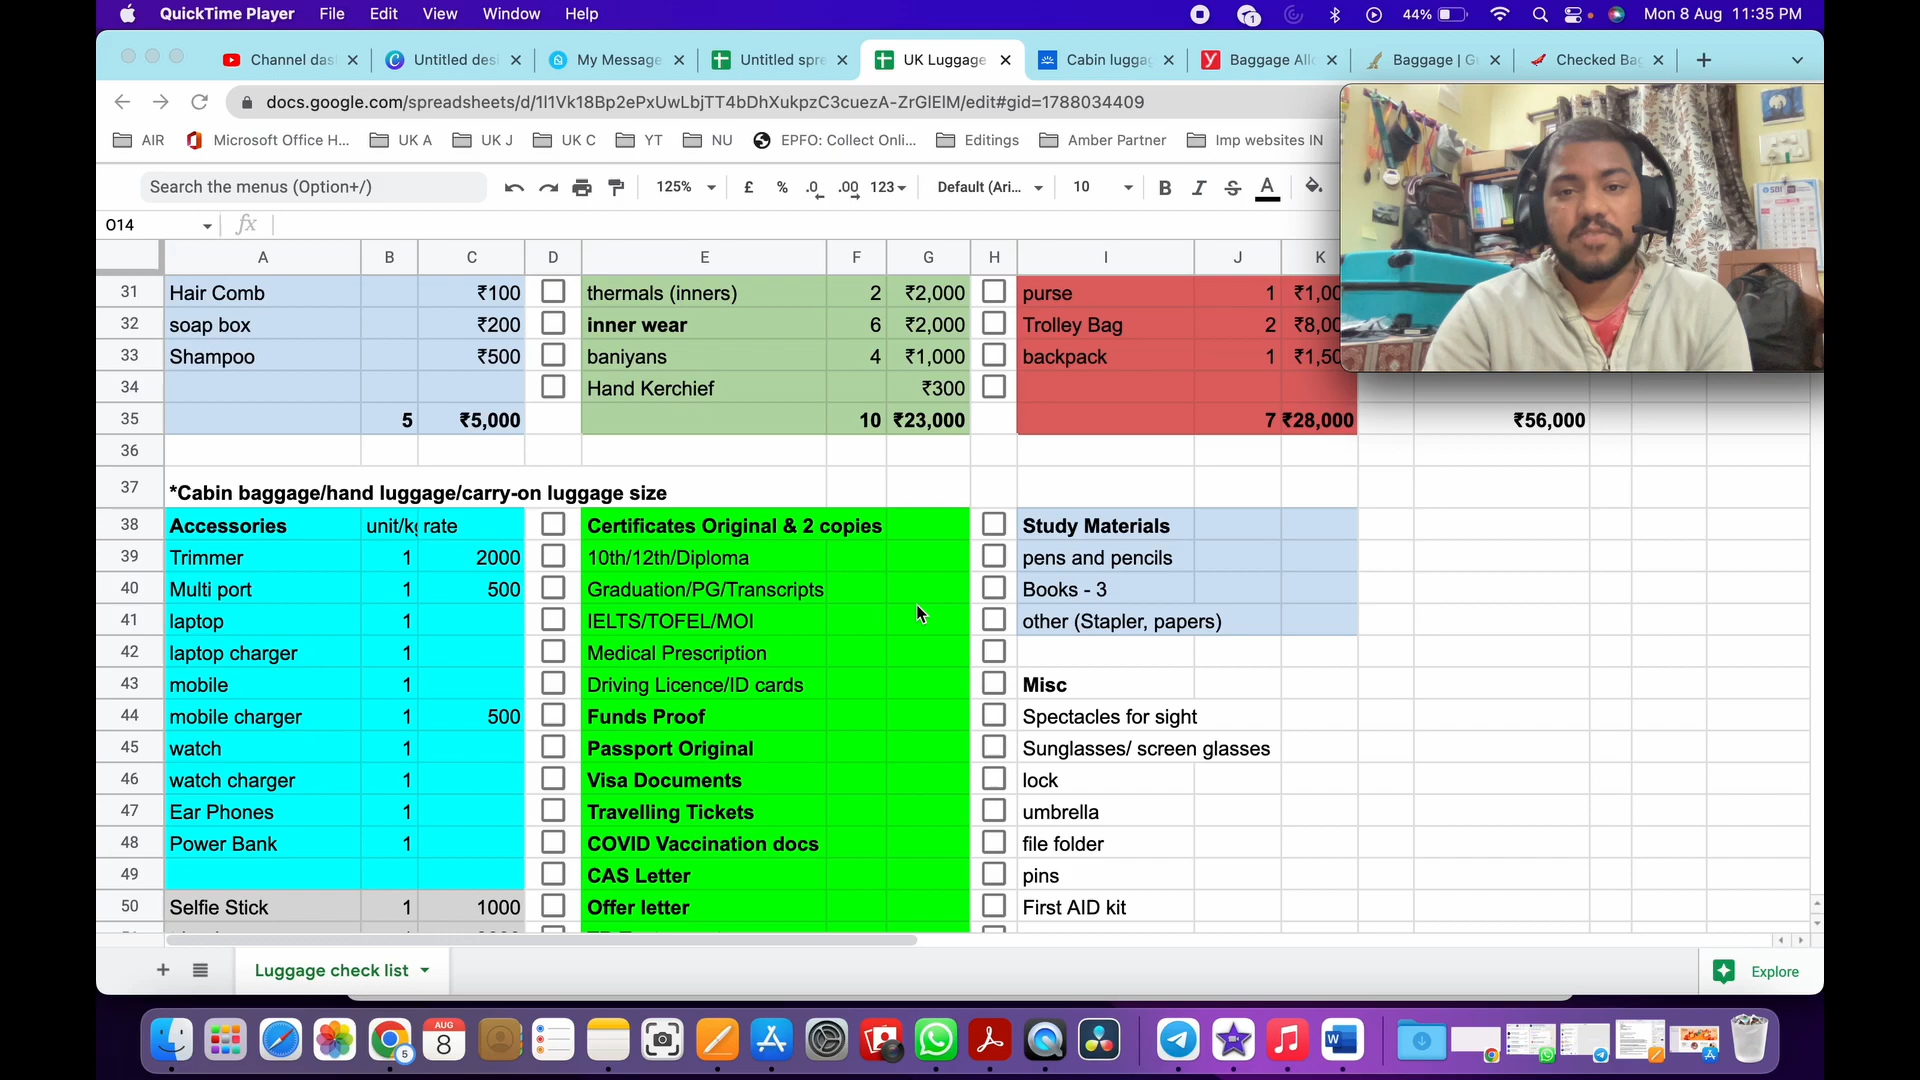 QuickTime Player File Edit View Window Help 44% Mon 8 Aug 11:35 PM
Channel das Untitled desi My Message Untitled spre UK Luggage Cabin luggag Baggage All Baggage | G Checked Bag
docs.google.com/spreadsheets/d/1I1Vk18Bp2ePxUwLbjTT4bDhXukpzC3cuezA-ZrGlElM/edit#gid=1788034409
AIR Microsoft Office H... UK A UK J UK C YT NU EPFO: Collect Onli... Editings Amber Partner Imp websites IN
Search the menus (Option+/) 125% £ % .0 .00 123 Default (Ari... 10 B I S A
O14 fx
A B C D E F G H I J K
31 Hair Comb ₹100 thermals (inners) 2 ₹2,000 purse 1 ₹1,00
32 soap box ₹200 inner wear 6 ₹2,000 Trolley Bag 2 ₹8,00
33 Shampoo ₹500 baniyans 4 ₹1,000 backpack 1 ₹1,50
34 Hand Kerchief ₹300
35 5 ₹5,000 10 ₹23,000 7 ₹28,000 ₹56,000
36
37 *Cabin baggage/hand luggage/carry-on luggage size
38 Accessories unit/kg rate Certificates Original & 2 copies Study Materials
39 Trimmer 1 2000 10th/12th/Diploma pens and pencils
40 Multi port 1 500 Graduation/PG/Transcripts Books - 3
41 laptop 1 IELTS/TOFEL/MOI other (Stapler, papers)
42 laptop charger 1 Medical Prescription
43 mobile 1 Driving Licence/ID cards Misc
44 mobile charger 1 500 Funds Proof Spectacles for sight
45 watch 1 Passport Original Sunglasses/ screen glasses
46 watch charger 1 Visa Documents lock
47 Ear Phones 1 Travelling Tickets umbrella
48 Power Bank 1 COVID Vaccination docs file folder
49 CAS Letter pins
50 Selfie Stick 1 1000 Offer letter First AID kit
Luggage check list Explore
AUG
8
5
W
SBI